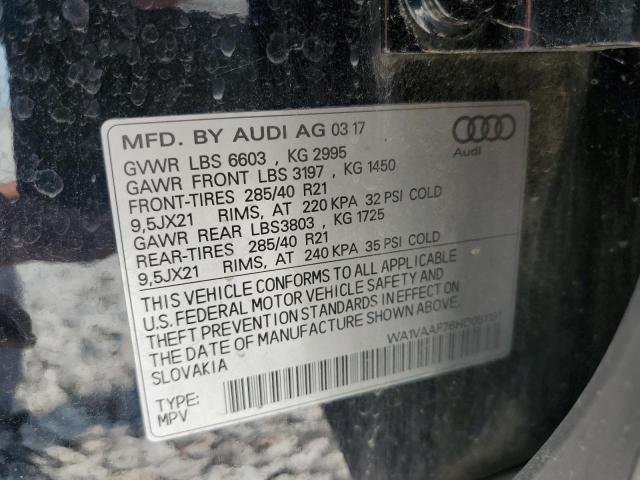 MFD. BY AUDI AG 03 17
Audi
GVWR LBS 6603 , KG 2995
GAWR FRONT LBS 3197 , KG 1450
FRONT-TIRES 285/40 R21
9,5JX21 RIMS, AT 220 KPA 32 PSI COLD
GAWR REAR LBS3803 , KG 1725
REAR-TIRES 285/40 R21
9,5JX21 RIMS, AT 240 KPA 35 PSI COLD
THIS VEHICLE CONFORMS TO ALL APPLICABLE
U.S. FEDERAL MOTOR VEHICLE SAFETY AND
THEFT PREVENTION STANDARDS IN EFFECT ON
THE DATE OF MANUFACTURE SHOWN ABOVE.
SLOVAKIA
TYPE:
MPV